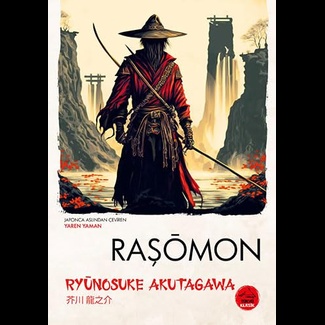 JAPONCA ASLINDAN ÇEVİREN
YAREN YAMAN
RAŞŌMON
RYŪNOSUKE AKUTAGAWA
芥川 龍之介